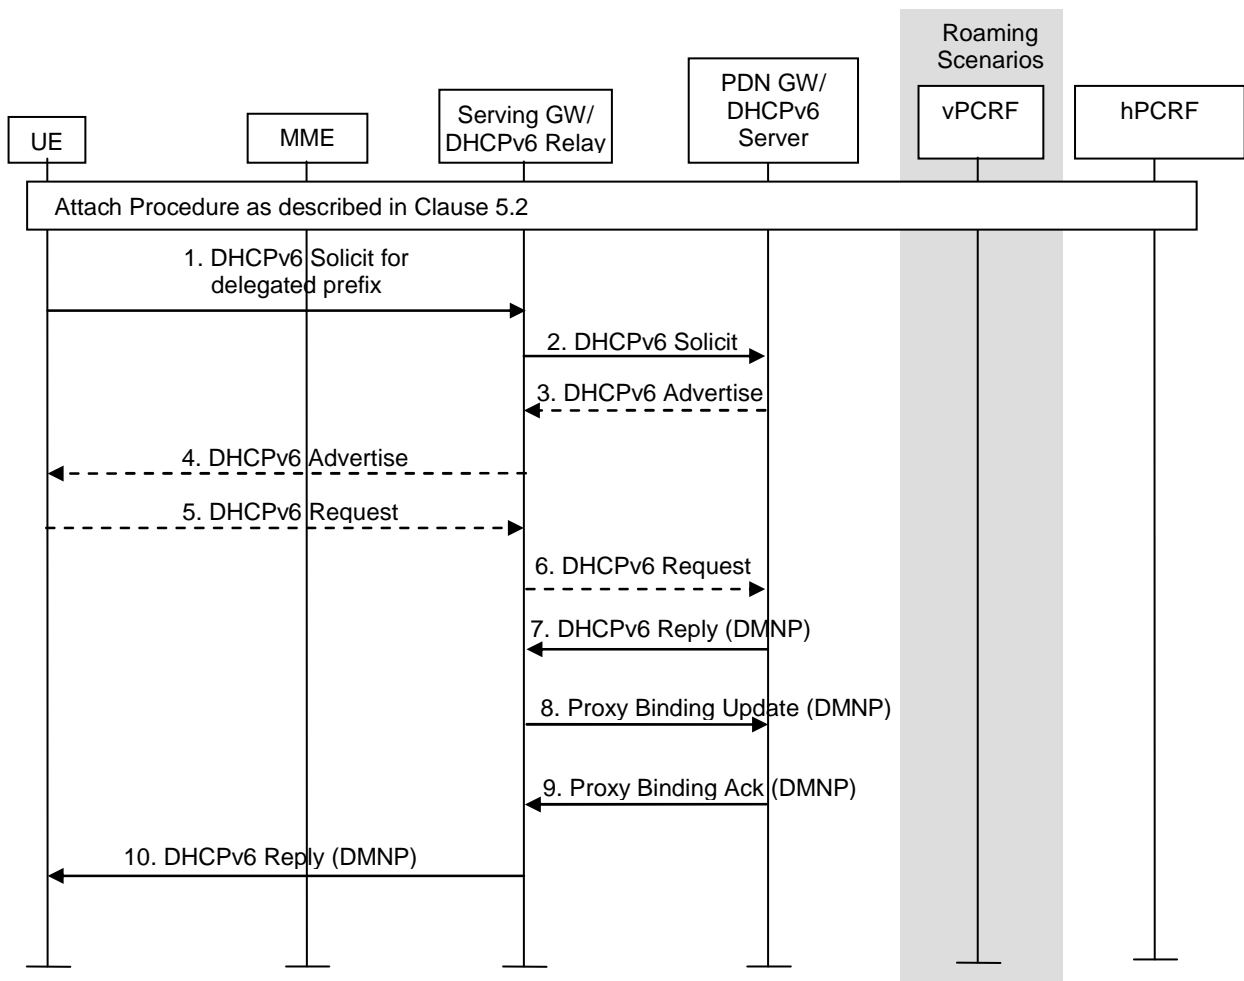 Roaming
Scenarios
UE
MME
Serving GW/
DHCPv6 Relay
PDN GW/
DHCPv6
Server
vPCRF
hPCRF
Attach Procedure as described in Clause 5.2
1. DHCPv6 Solicit for
delegated prefix
2. DHCPv6 Solicit
3. DHCPv6 Advertise
4. DHCPv6 Advertise
5. DHCPv6 Request
6. DHCPv6 Request
7. DHCPv6 Reply (DMNP)
8. Proxy Binding Update (DMNP)
9. Proxy Binding Ack (DMNP)
10. DHCPv6 Reply (DMNP)